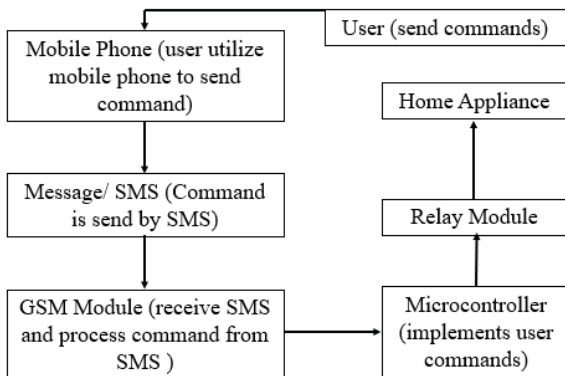 User (send commands)
Mobile Phone (user utilize
mobile phone to send
command)
Message/ SMS (Command
is send by SMS)
GSM Module (receive SMS
and process command from
SMS )
Microcontroller
(implements user
commands)
Relay Module
Home Appliance